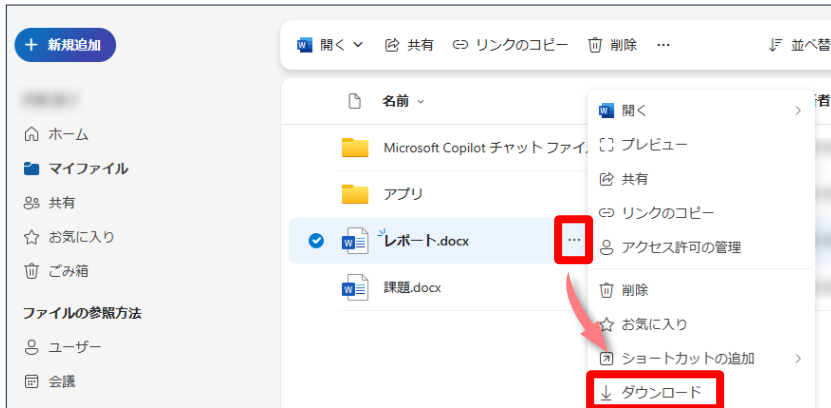 ＋ 新規追加
ホーム
マイファイル
共有
お気に入り
ごみ箱
ファイルの参照方法
ユーザー
会議
開く 共有 リンクのコピー 削除 … 並べ替
名前
Microsoft Copilot チャット ファイ
アプリ
レポート.docx …
課題.docx
者
開く
プレビュー
共有
リンクのコピー
アクセス許可の管理
削除
お気に入り
ショートカットの追加
ダウンロード